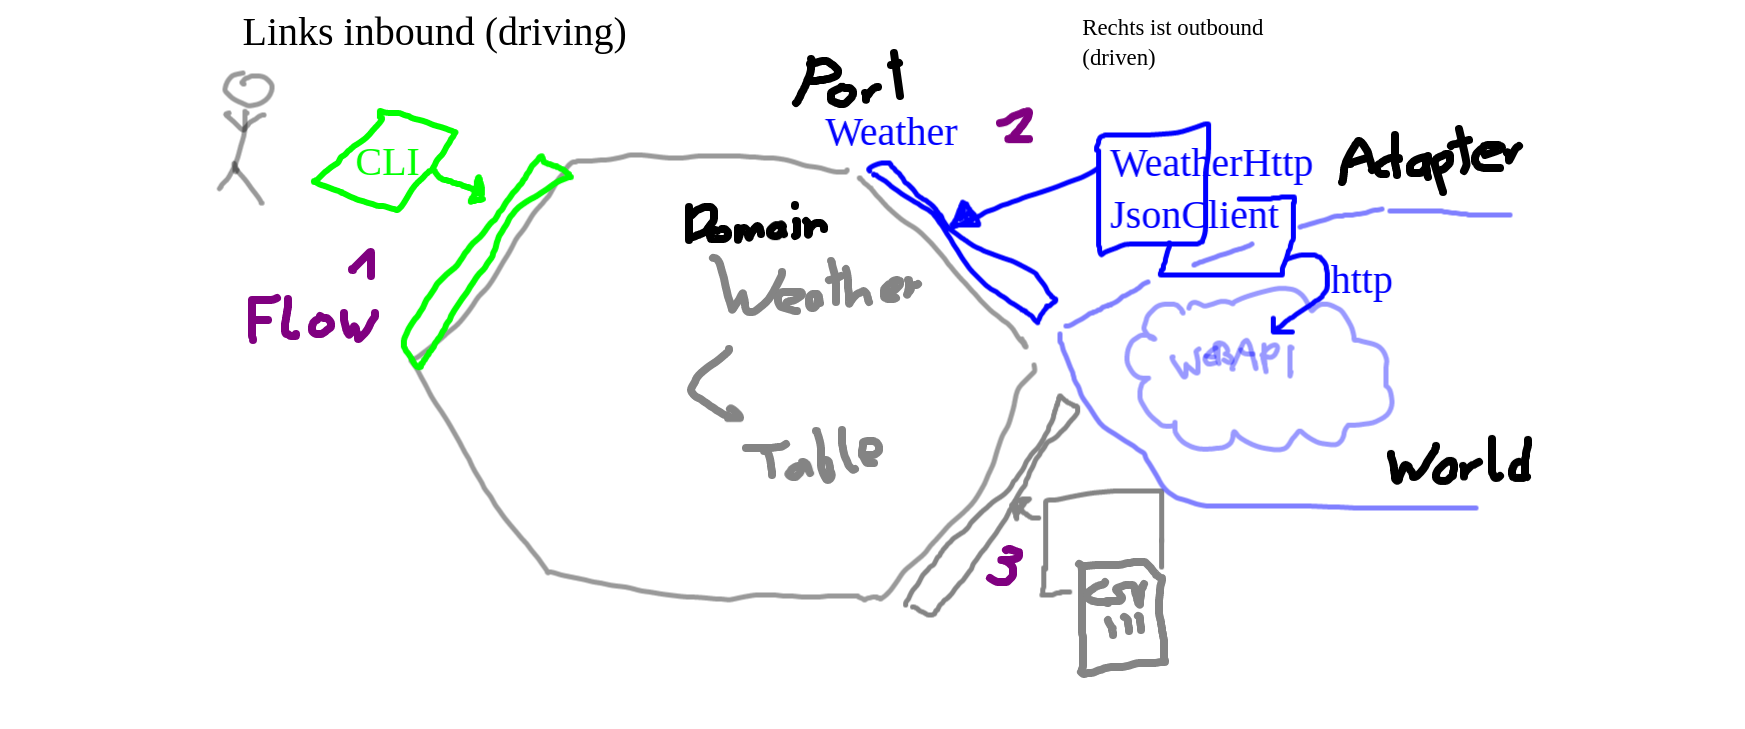 Links inbound (driving)
Rechts ist outbound
(driven)
Port
Weather
2
CLI
WeatherHttp
JsonClient
Adapter
Domain
Weather
1
Flow
http
WEBAPI
Table
World
3
CSV